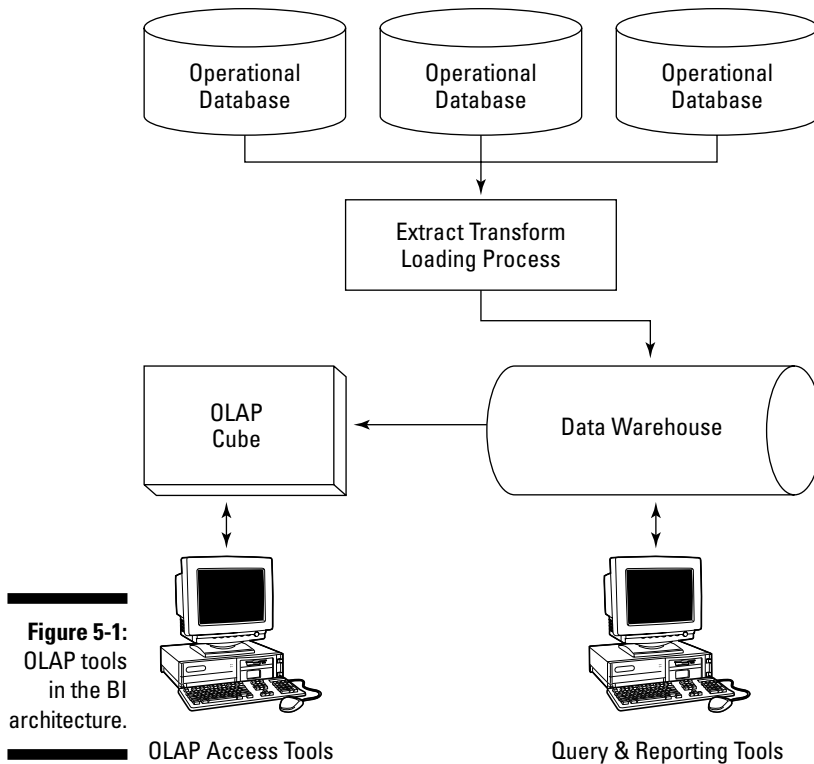 Operational
Database
Operational
Database
Operational
Database
Extract Transform
Loading Process
OLAP
Cube
Data Warehouse
Figure 5-1:
OLAP tools
in the BI
architecture.
OLAP Access Tools
Query & Reporting Tools